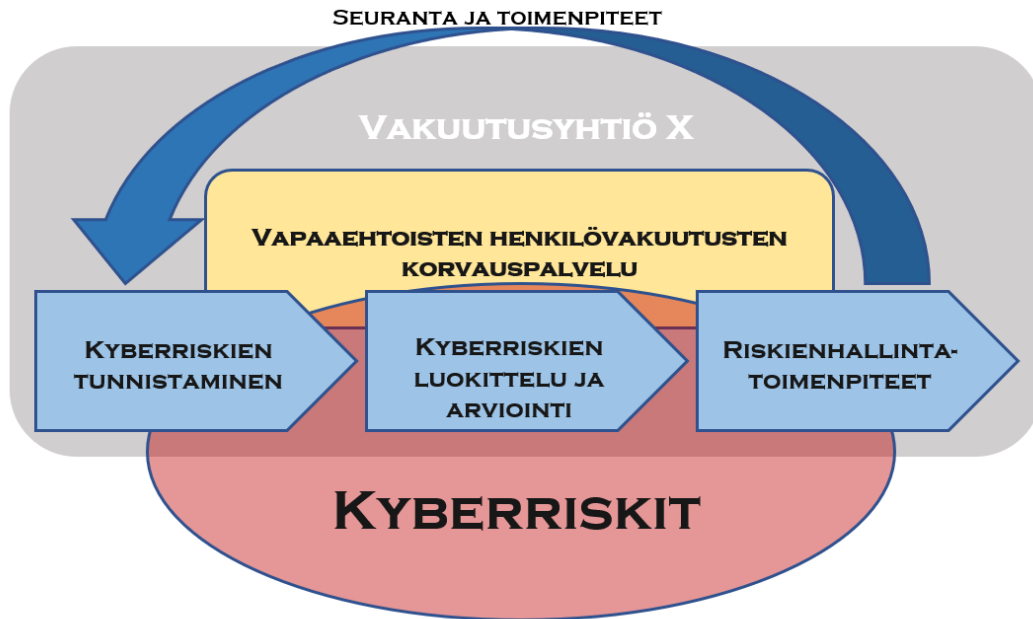 Seuranta ja toimenpiteet
Vakuutusyhtiö X
Vapaaehtoisten henkilövakuutusten
korvauspalvelu
Kyberriskien
tunnistaminen
Kyberriskien
luokittelu ja
arviointi
Riskienhallinta-
toimenpiteet
Kyberriskit